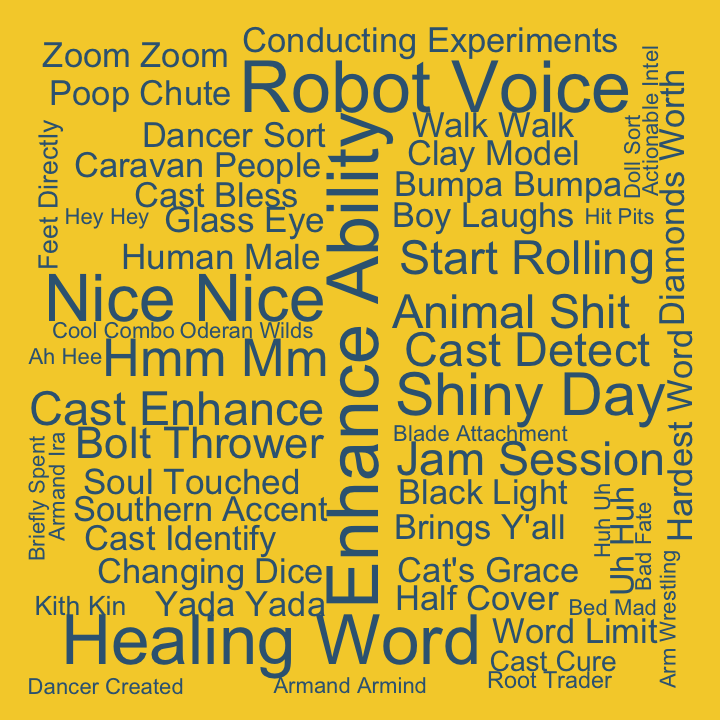 Conducting Experiments
Zoom Zoom
Robot Voice
Poop Chute
Actionable Intel
Diamonds Worth
Doll Sort
Walk Walk
Dancer Sort
Enhance Ability
Feet Directly
Clay Model
Caravan People
Bumpa Bumpa
Cast Bless
Hey Hey
Glass Eye
Boy Laughs
Hit Pits
Human Male
Start Rolling
Nice Nice
Animal Shit
Cool Combo
Oderan Wilds
Hardest Word
Ah Hee
Hmm Mm
Cast Detect
Shiny Day
Cast Enhance
Blade Attachment
Bolt Thrower
Briefly Spent
Armand Ira
Jam Session
Soul Touched
Black Light
Huh Uh
Uh Huh
Bad Fate
Southern Accent
Brings Y'all
Cast Identify
Arm Wrestling
Changing Dice
Cat's Grace
Kith Kin
Yada Yada
Half Cover
Bed Mad
Healing Word
Word Limit
Cast Cure
Root Trader
Dancer Created
Armand Armind